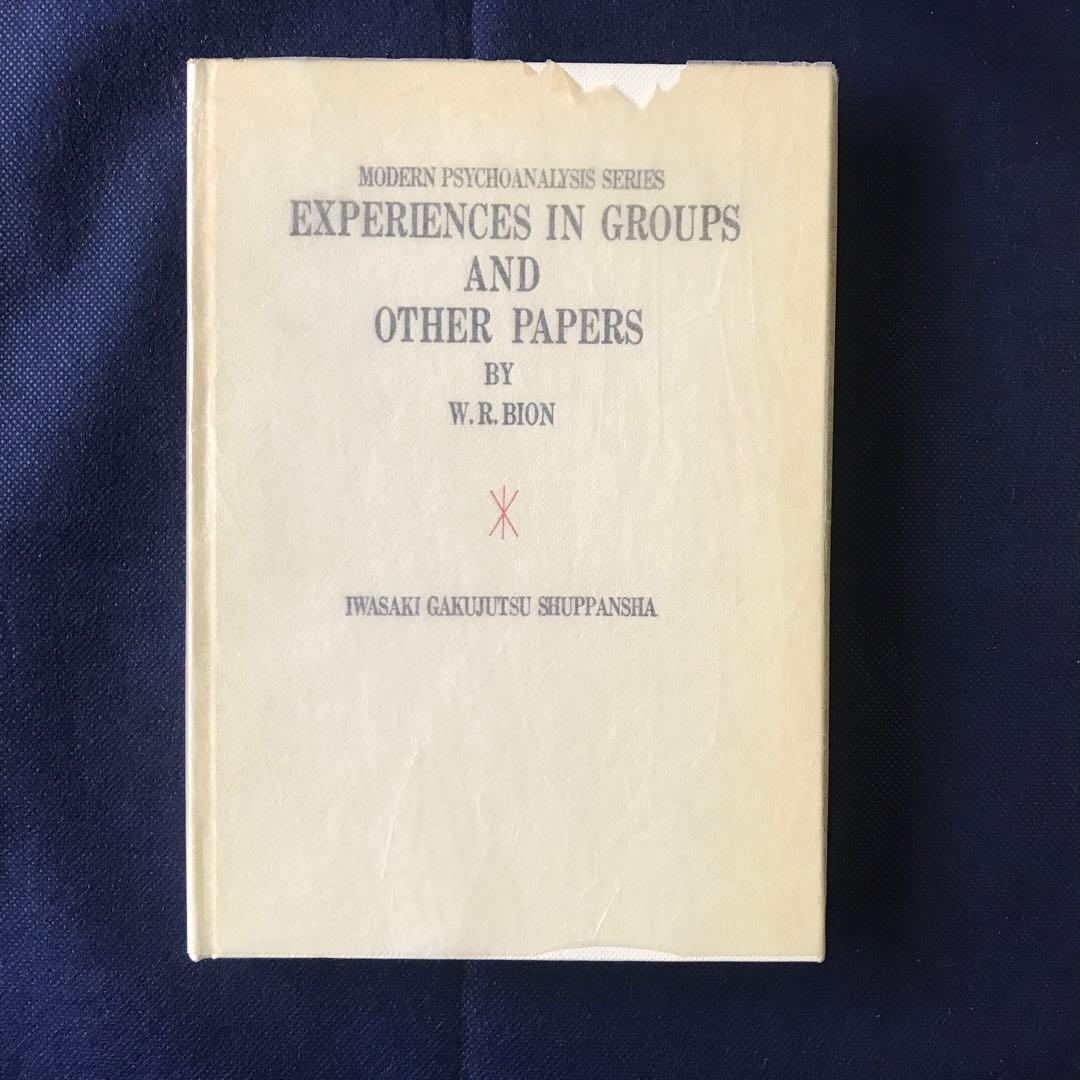 MODERN PSYCHOANALYSIS SERIES
EXPERIENCES IN GROUPS
AND
OTHER PAPERS
BY
W. R. BION
IWASAKI GAKUJUTSU SHUPPANSHA